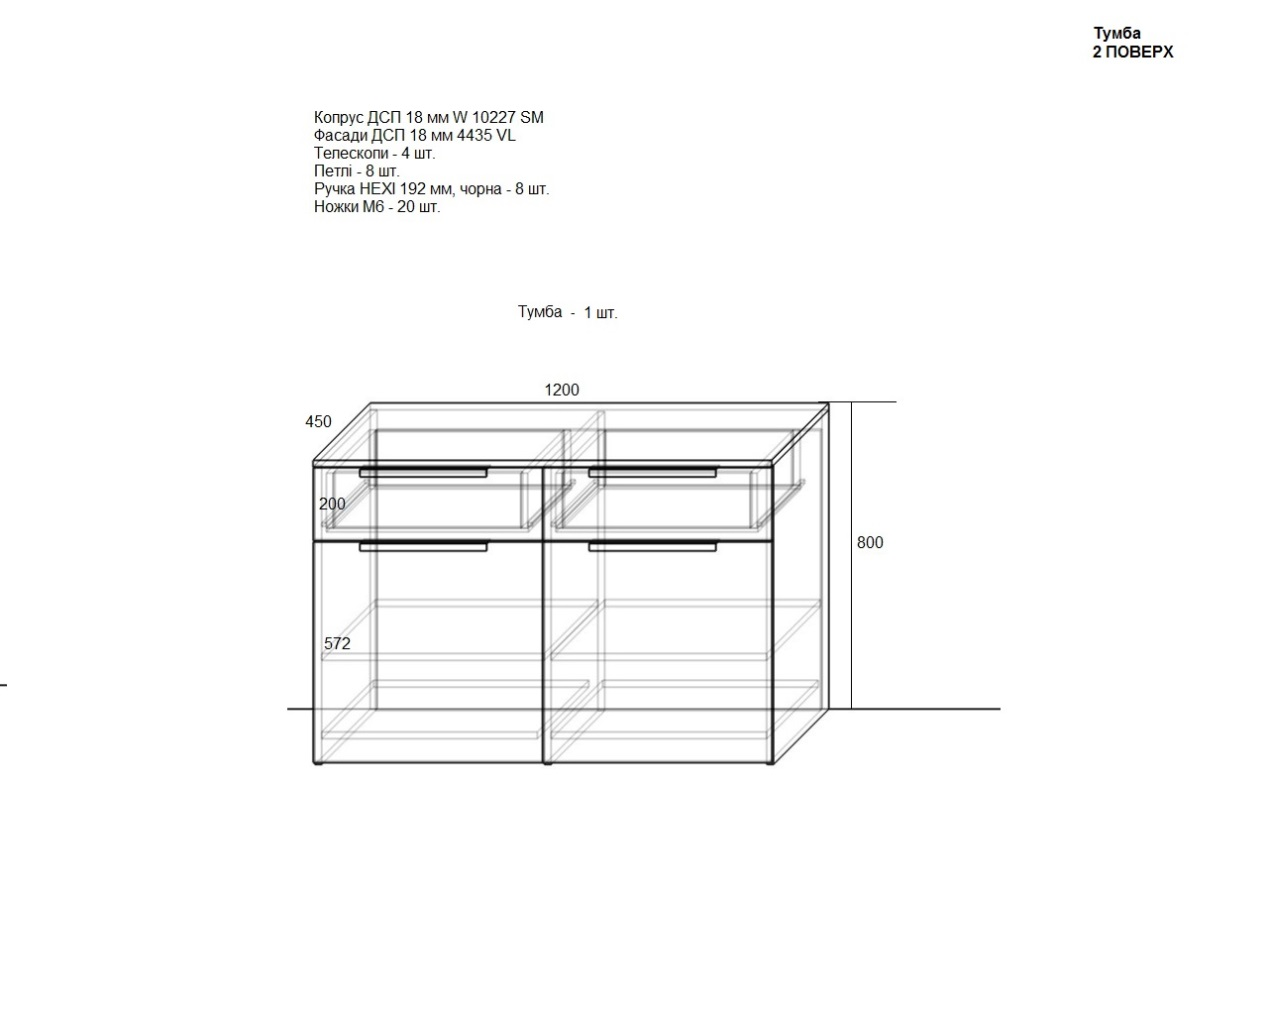 Тумба
2 ПОВЕРХ
Копрус ДСП 18 мм W 10227 SM
Фасади ДСП 18 мм 4435 VL
Телескопи - 4 шт.
Петлі - 8 шт.
Ручка HEXI 192 мм, чорна - 8 шт.
Ножки М6 - 20 шт.
Тумба - 1 шт.
1200
450
200
800
572